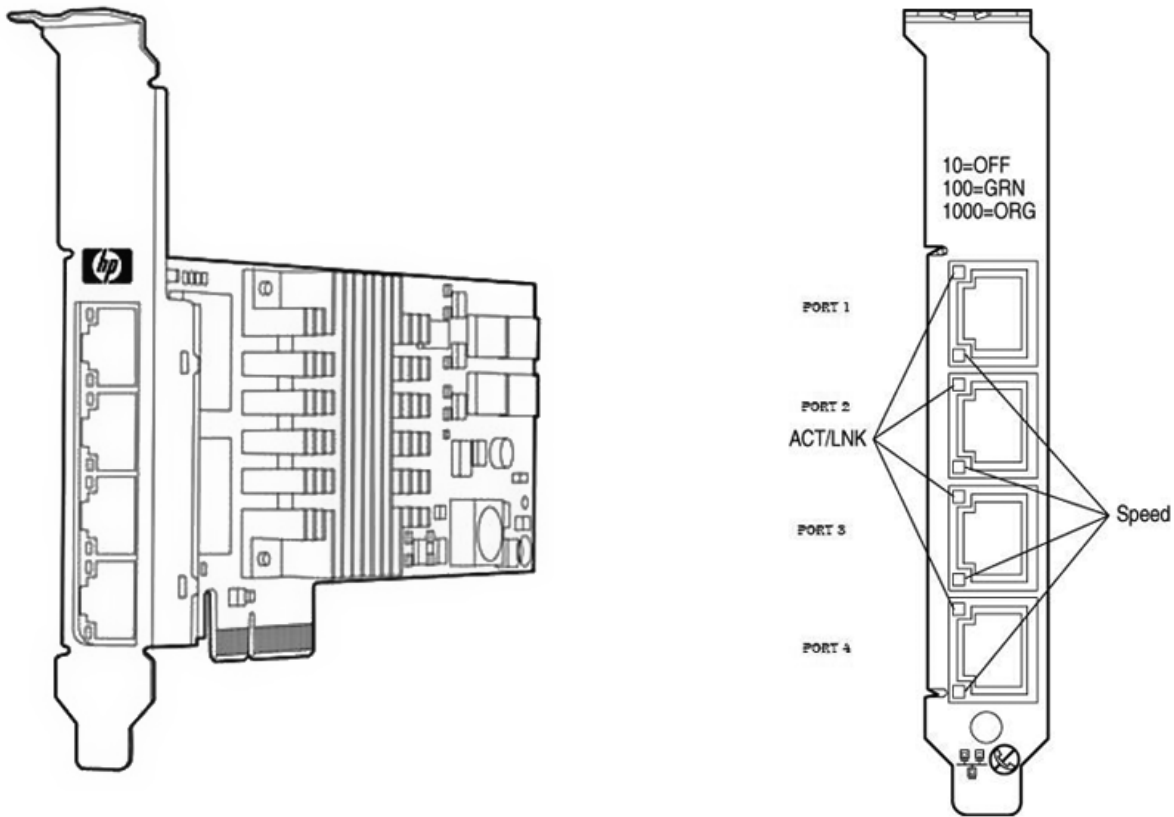 hp
10=OFF
100=GRN
1000=ORG
PORT 1
PORT 2
ACT/LNK
PORT 3
Speed
PORT 4